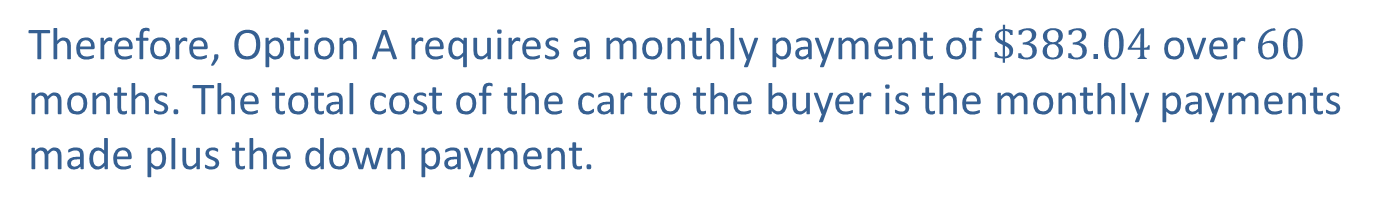 Therefore, Option A requires a monthly payment of $383.04 over 60
months. The total cost of the car to the buyer is the monthly payments
made plus the down payment.